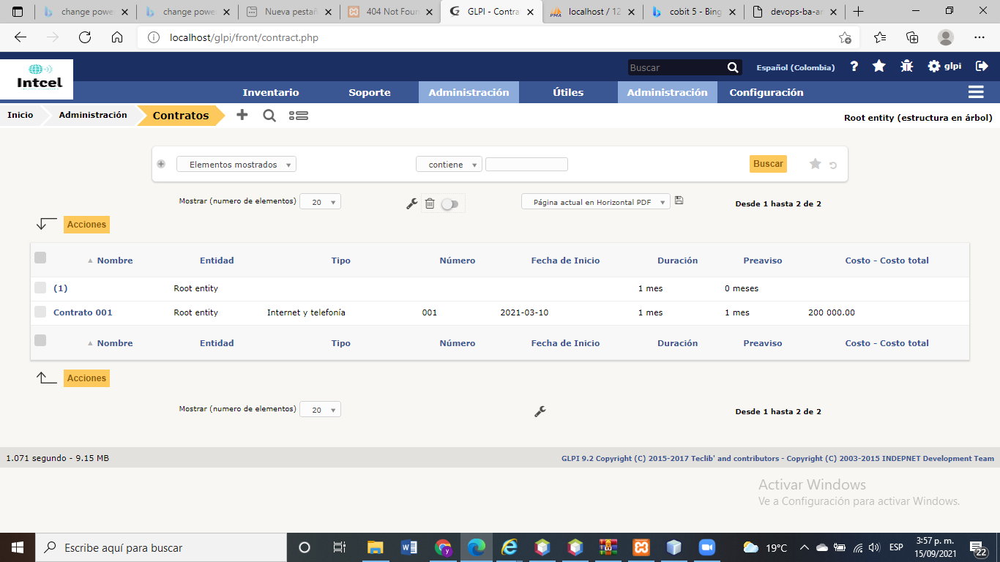 change powe
change powe
Nueva pestañ
404 Not Foun
GLPI - Contra
localhost / 12
cobit 5 - Bing
devops-ba-ar
localhost/glpi/front/contract.php
Intcel
Buscar
Español (Colombia)
?
glpi
Inventario
Soporte
Administración
Útiles
Administración
Configuración
Inicio
Administración
Contratos
Root entity (estructura en árbol)
Elementos mostrados
contiene
Buscar
Mostrar (numero de elementos)
20
Página actual en Horizontal PDF
Desde 1 hasta 2 de 2
Acciones
Nombre Entidad Tipo Número Fecha de Inicio Duración Preaviso Costo - Costo total
(1) Root entity 1 mes 0 meses
Contrato 001 Root entity Internet y telefonía 001 2021-03-10 1 mes 1 mes 200 000.00
Nombre Entidad Tipo Número Fecha de Inicio Duración Preaviso Costo - Costo total
Acciones
Mostrar (numero de elementos)
20
Desde 1 hasta 2 de 2
1.071 segundo - 9.15 MB
GLPI 9.2 Copyright (C) 2015-2017 Teclib' and contributors - Copyright (C) 2003-2015 INDEPNET Development Team
Activar Windows
Ve a Configuración para activar Windows.
Escribe aquí para buscar
19°C
ESP
3:57 p. m.
15/09/2021
22